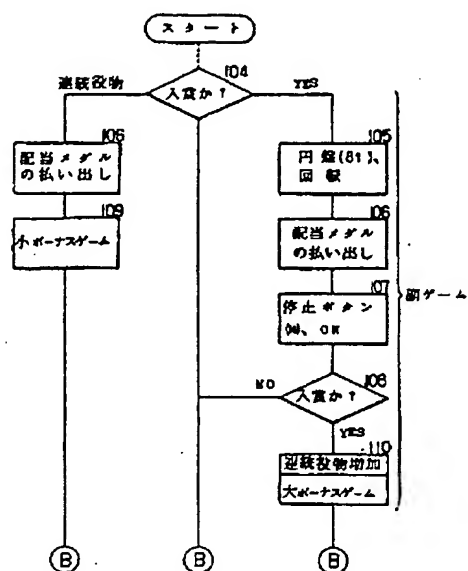 スタート
104
連続役物
入賞か?
YES
106
配当メダル
の払い出し
109
小ボーナスゲーム
105
円盤(81)、
回転
106
配当メダル
の払い出し
107
停止ボタン
ON
副ゲーム
108
NO
入賞か?
YES
110
連続役物増加
大ボーナスゲーム
B
B
B